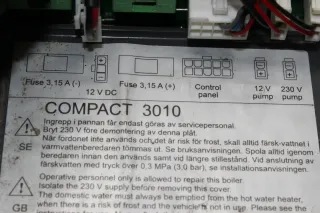 Fuse 3,15 A (-)
12 V DC
Fuse 3,15A (+)
Control
panel
12.V
pump
230 V
pump
COMPACT 3010
Ingrepp i pannan får endast göras av servicepersonal.
Bryt 230 V före demontering av denna plåt.
När fordonet inte används och det är risk för frost, skall alltid färsk-vattnet i
varmvattenberedaren tömmas. Se bruksanvisningen. Spola alltid igenom
beredaren innan den används vid längre stillestånd. Vid anslutning av
färskvatten med tryck över 0,3 MPa (3,0 bar), se installationsanvisningen.
SE
Operative personnel only is allowed to repair this boiler.
Isolate the 230 V supply before removing this cover.
The domestic water must always be emptied from the hot water heater,
when there is a risk of frost and the vehicle is not in use. Please see the
GB